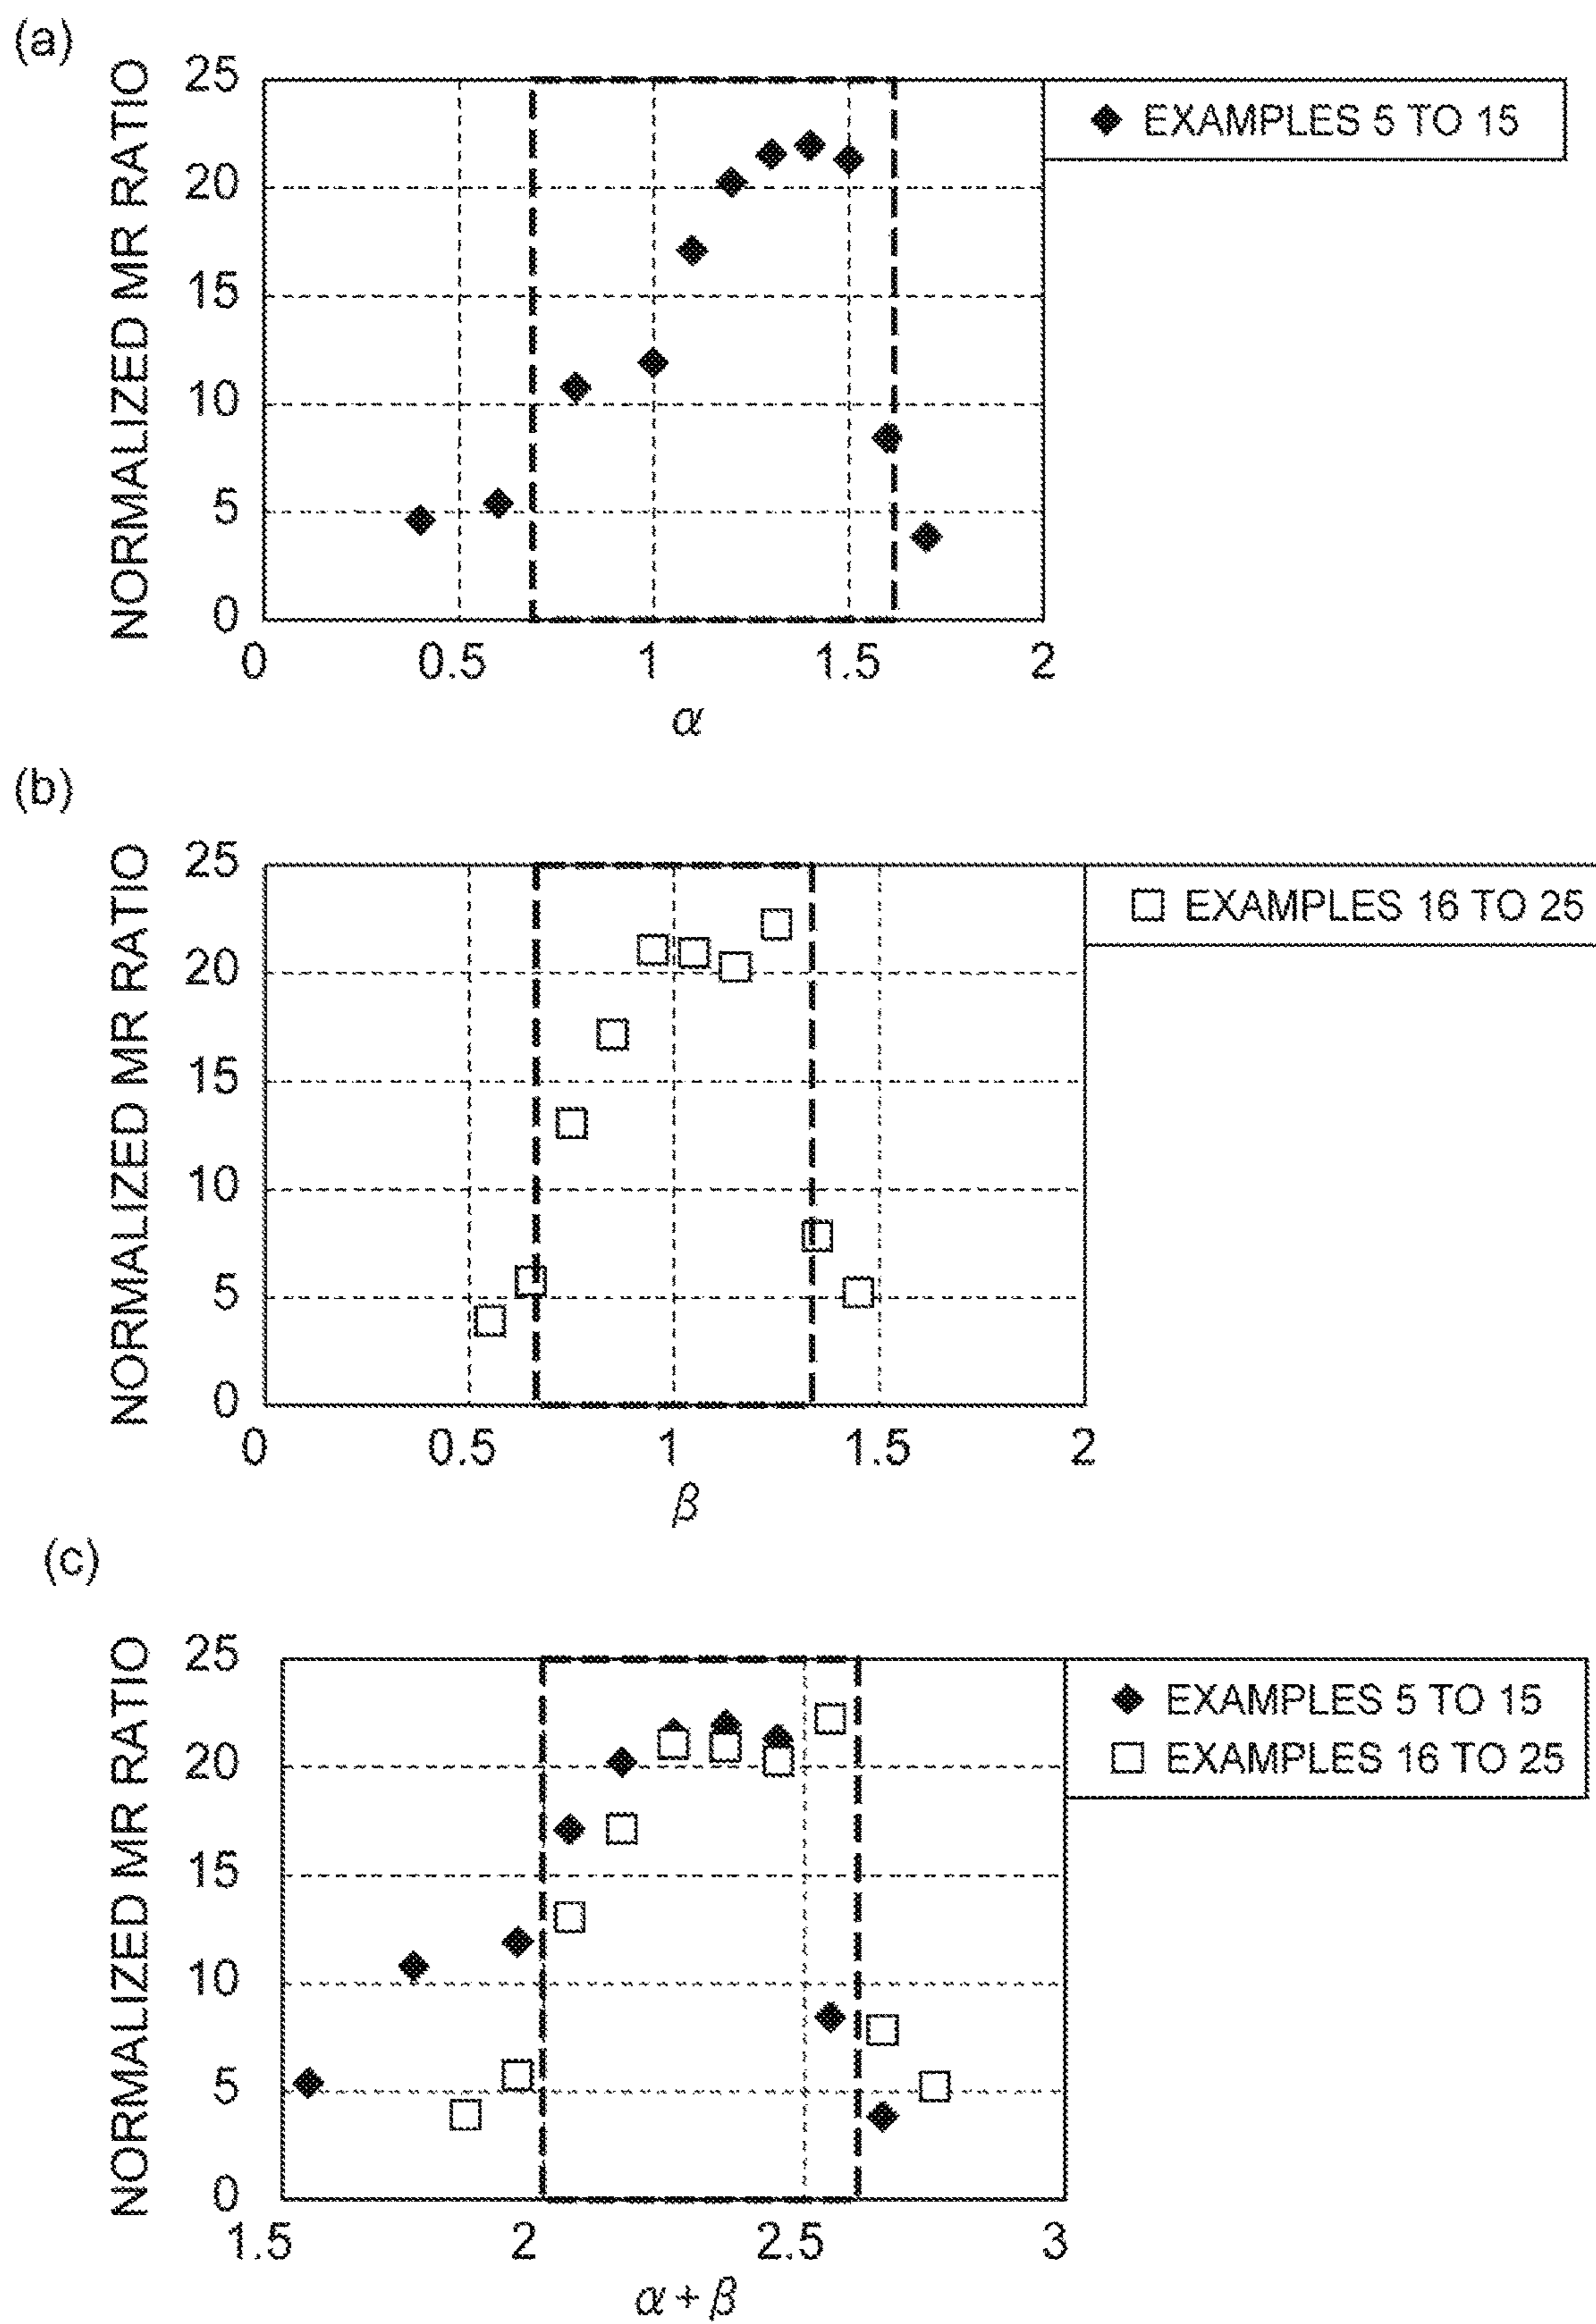 (a)
NORMALIZED MR RATIO
25
20
15
10
5
0
0 0.5 1 1.5 2
α
EXAMPLES 5 TO 15
(b)
NORMALIZED MR RATIO
25
20
15
10
5
0
0 0.5 1 1.5 2
β
EXAMPLES 16 TO 25
(c)
NORMALIZED MR RATIO
25
20
15
10
5
0
1.5 2 2.5 3
α + β
EXAMPLES 5 TO 15
EXAMPLES 16 TO 25